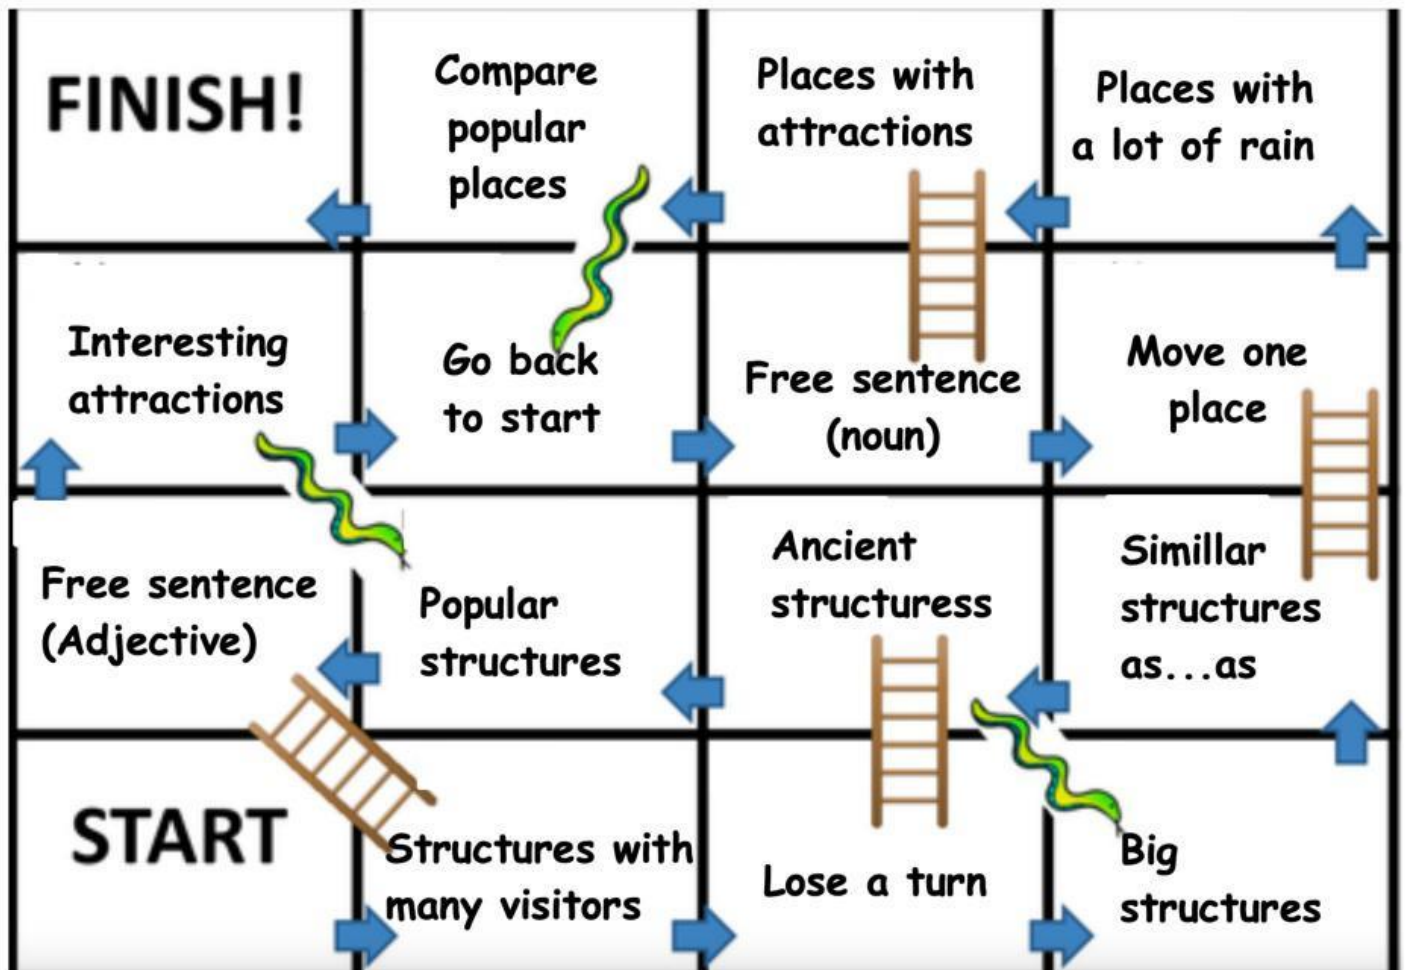 FINISH!
Compare
popular
places
Places with
attractions
Places with
a lot of rain
Interesting
attractions
Go back
to start
Free sentence
(noun)
Move one
place
Free sentence
(Adjective)
Popular
structures
Ancient
structuress
Simillar
structures
as...as
START
Structures with
many visitors
Lose a turn
Big
structures